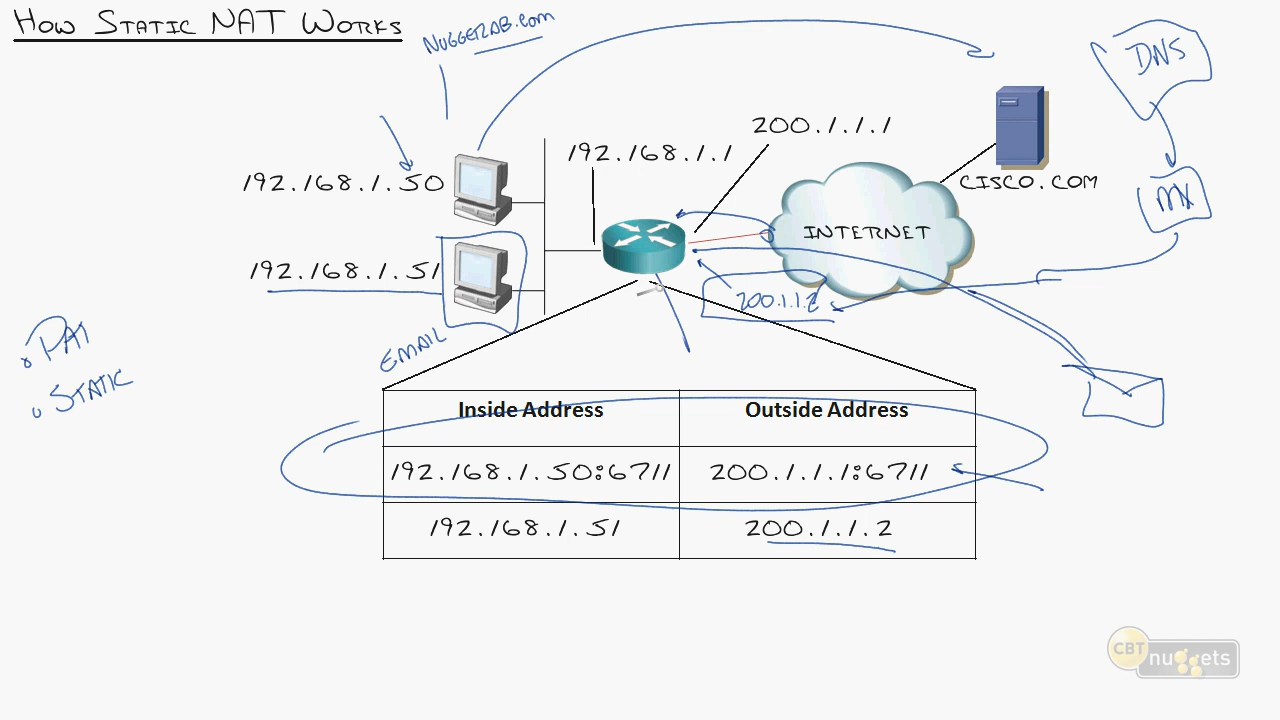 How Static NAT Works
NUGGETLAB.com
DNS
200.1.1.1
192.168.1.1
192.168.1.50
CISCO.COM
MX
INTERNET
192.168.1.51
200.1.1.2
EMAIL
PAT
STATIC
Inside Address
Outside Address
192.168.1.50:6711
200.1.1.1:6711
192.168.1.51
200.1.1.2
CBT
nuggets